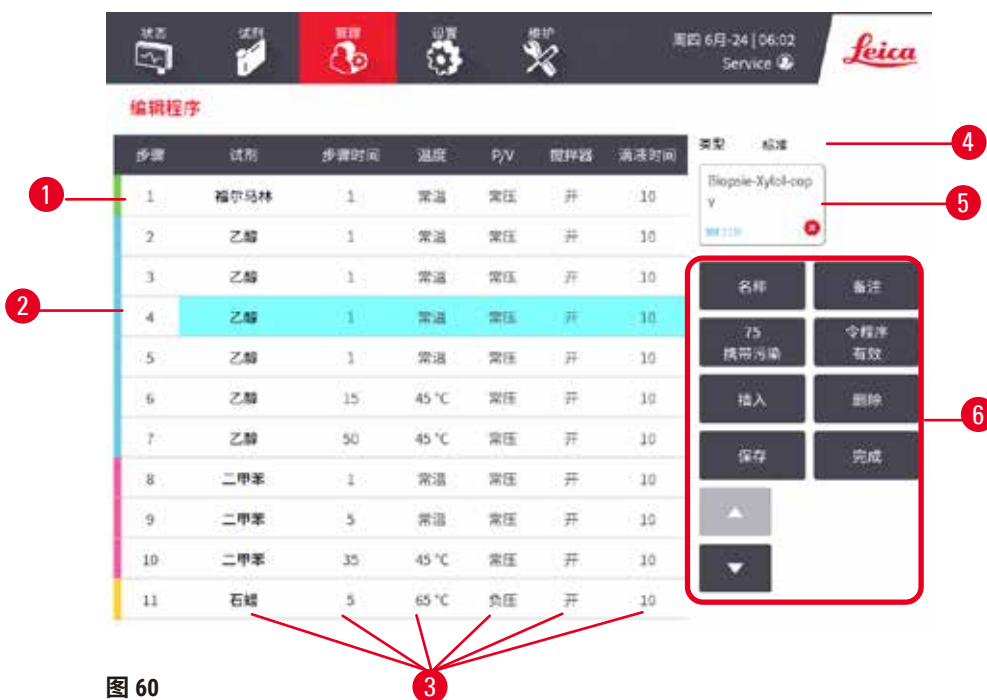 状态 试剂 管理 设置 维护 周四 6月-24 | 06:02
Service
Leica
编辑程序
步骤 试剂 步骤时间 温度 P/V 搅拌器 滴液时间
类型 标准
4
1
1 福尔马林 1 常温 常压 开 10
Biopsie-Xylol-cop
y
5
2 乙醇 1 常温 常压 开 10
3 乙醇 1 常温 常压 开 10
名称 备注
2
4 乙醇 1 常温 常压 开 10
75
携带污染
令程序
有效
5 乙醇 1 常温 常压 开 10
6 乙醇 15 45 °C 常压 开 10
插入 删除
6
7 乙醇 50 45 °C 常压 开 10
保存 完成
8 二甲苯 1 常温 常压 开 10
9 二甲苯 5 常温 常压 开 10
10 二甲苯 35 45 °C 常压 开 10
11 石蜡 5 65 °C 负压 开 10
3
图 60